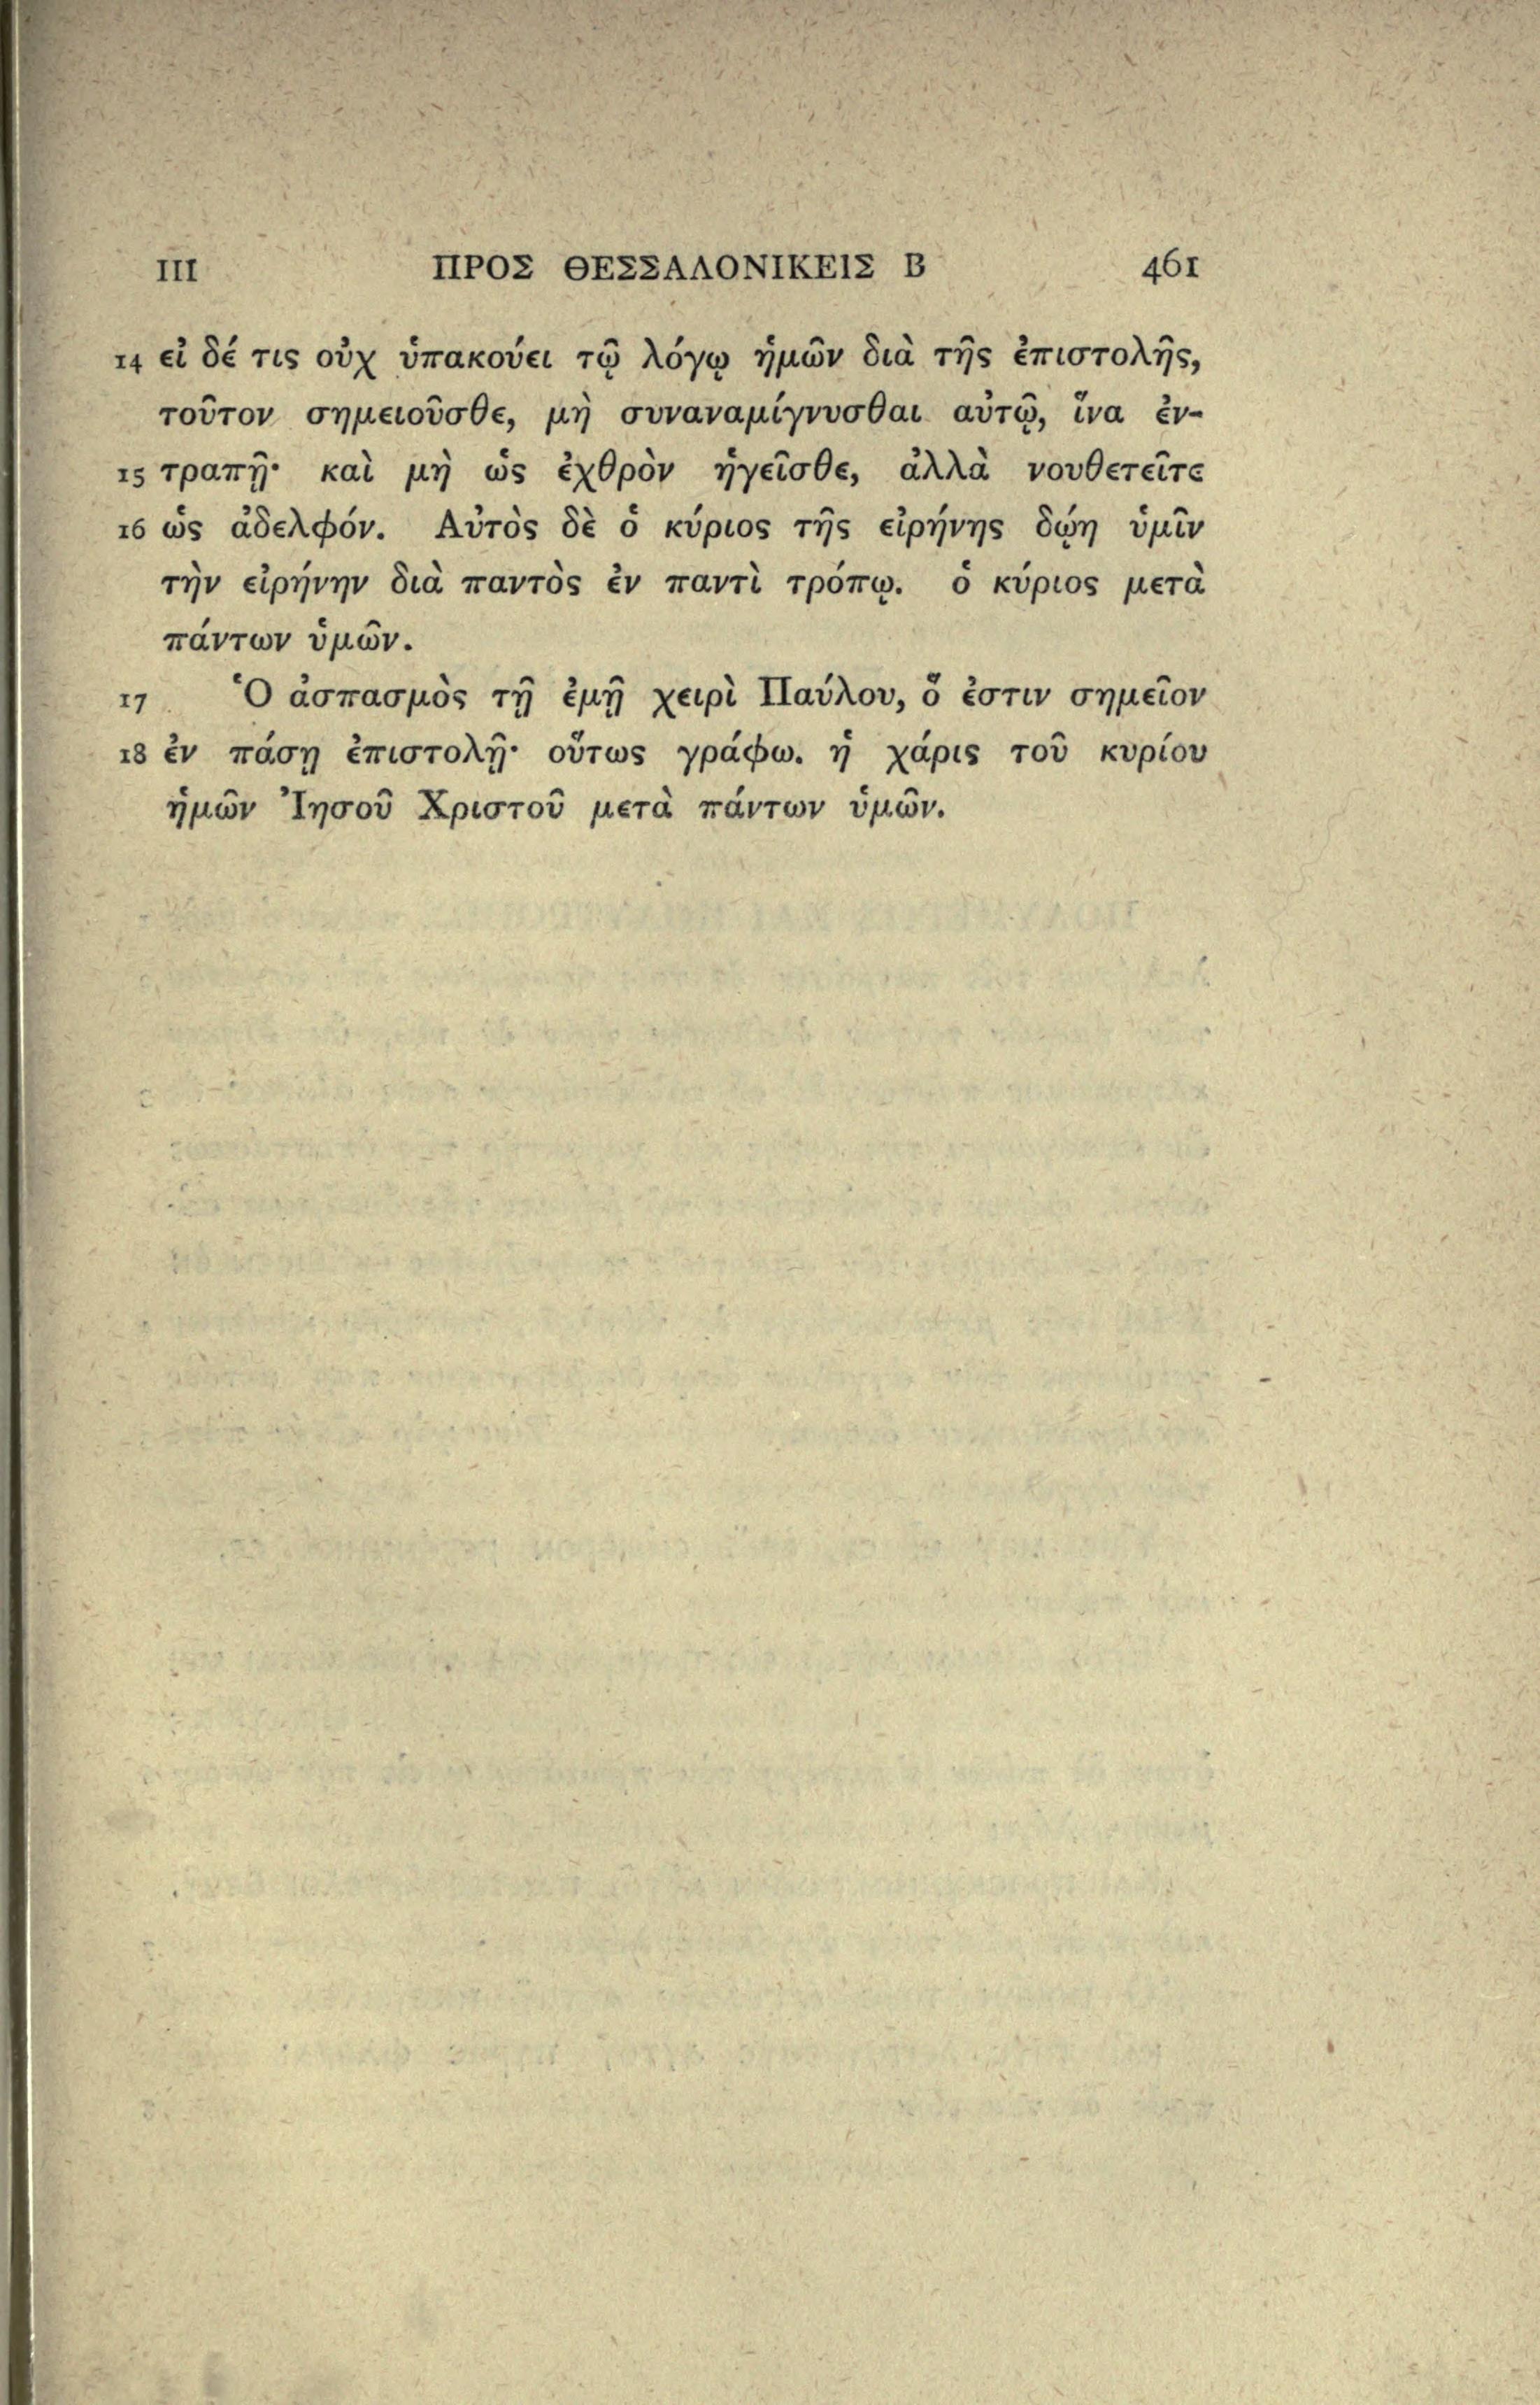 III ΠΡΟΣ ΘΕΣΣΑΛΟΝΙΚΕΙΣ Β 461
14 εἰ δέ τις οὐχ ὑπακούει τῷ λόγῳ ἡμῶν διὰ τῆς ἐπιστολῆς,
τοῦτον σημειοῦσθε, μὴ συναναμίγνυσθαι αὐτῷ, ἵνα ἐν-
15 τραπῇ· καὶ μὴ ὡς ἐχθρὸν ἡγεῖσθε, ἀλλὰ νουθετεῖτε
16 ὡς ἀδελφόν. Αὐτὸς δὲ ὁ κύριος τῆς εἰρήνης δῴη ὑμῖν
τὴν εἰρήνην διὰ παντὸς ἐν παντὶ τρόπῳ. ὁ κύριος μετὰ
πάντων ὑμῶν.
17 Ὁ ἀσπασμὸς τῇ ἐμῇ χειρὶ Παύλου, ὅ ἐστιν σημεῖον
18 ἐν πάσῃ ἐπιστολῇ· οὕτως γράφω. ἡ χάρις τοῦ κυρίου
ἡμῶν Ἰησοῦ Χριστοῦ μετὰ πάντων ὑμῶν.